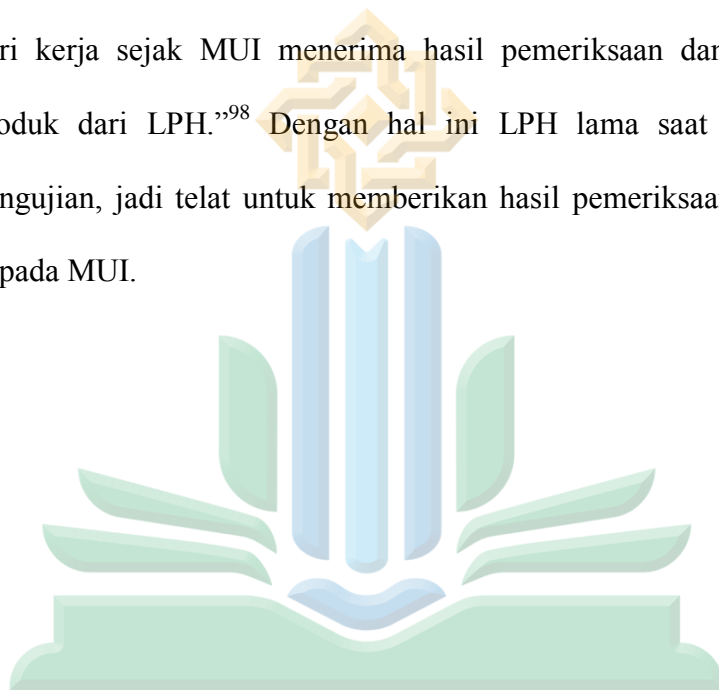 ri kerja sejak MUI menerima hasil pemeriksaan dar
oduk dari LPH.”98 Dengan hal ini LPH lama saat
ngujian, jadi telat untuk memberikan hasil pemeriksaan
pada MUI.